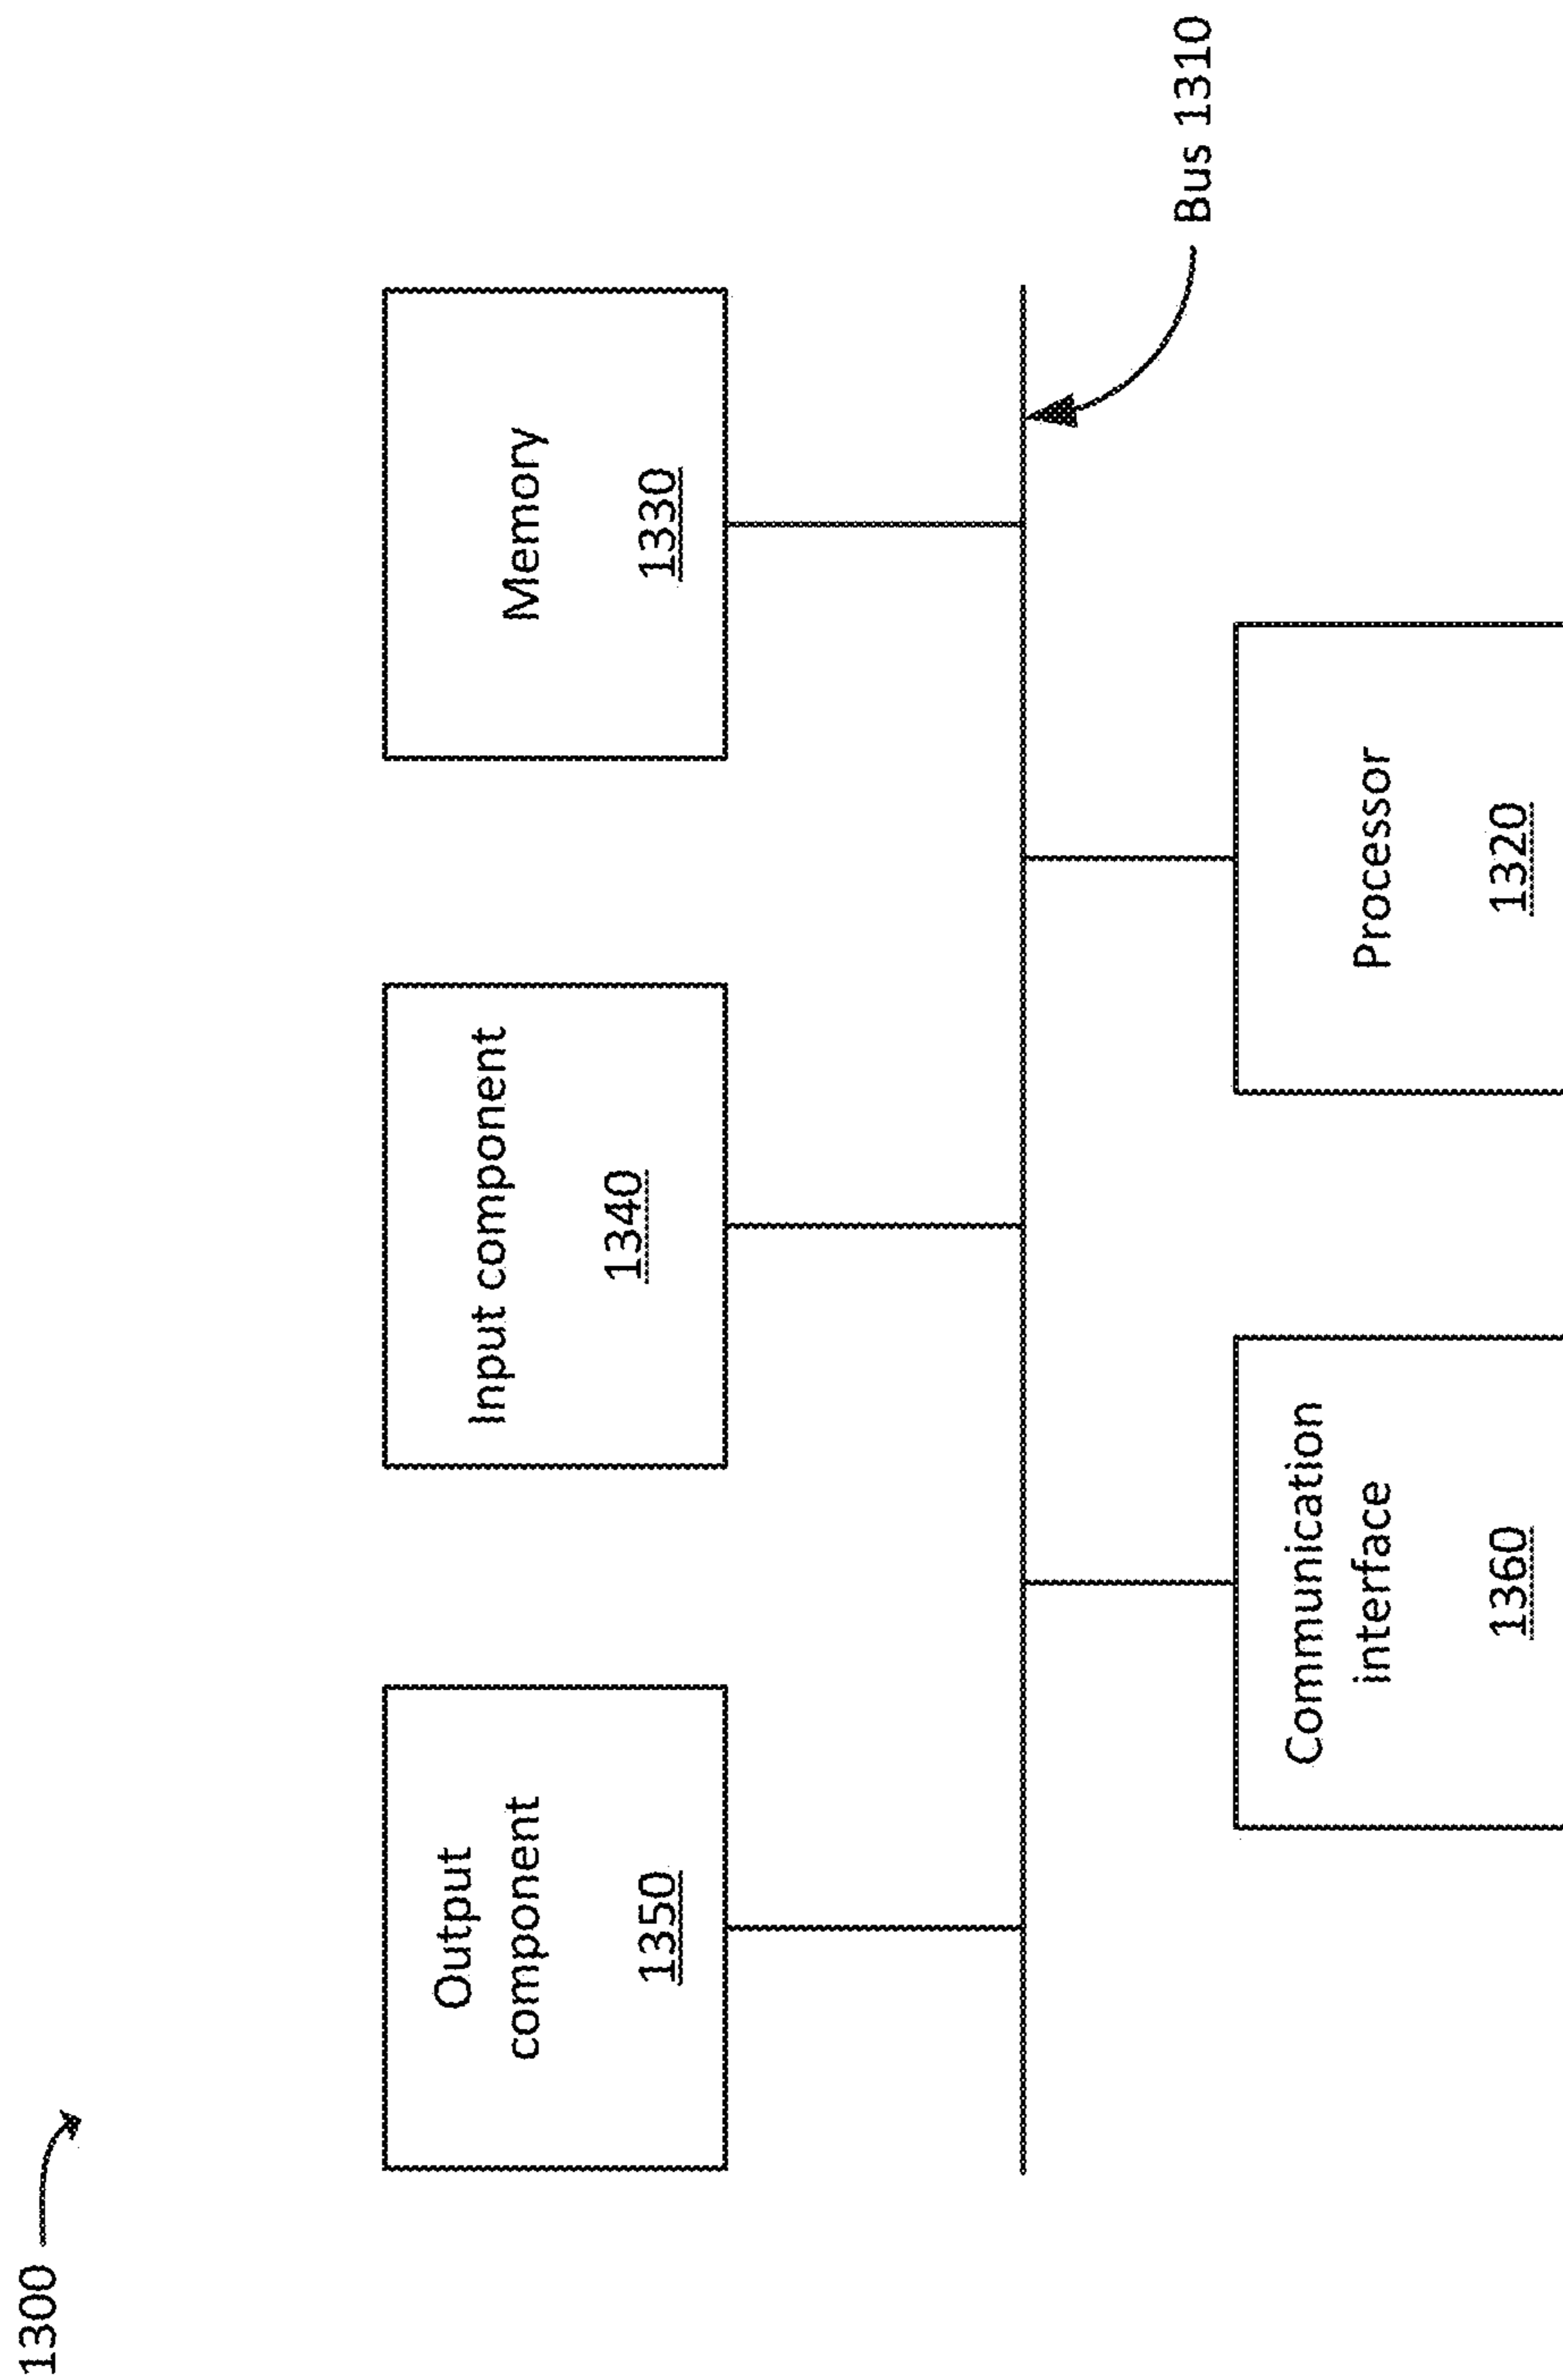 1300
Output
component
1350
Input component
1340
Memory
1330
Communication
interface
1360
Processor
1320
Bus 1310